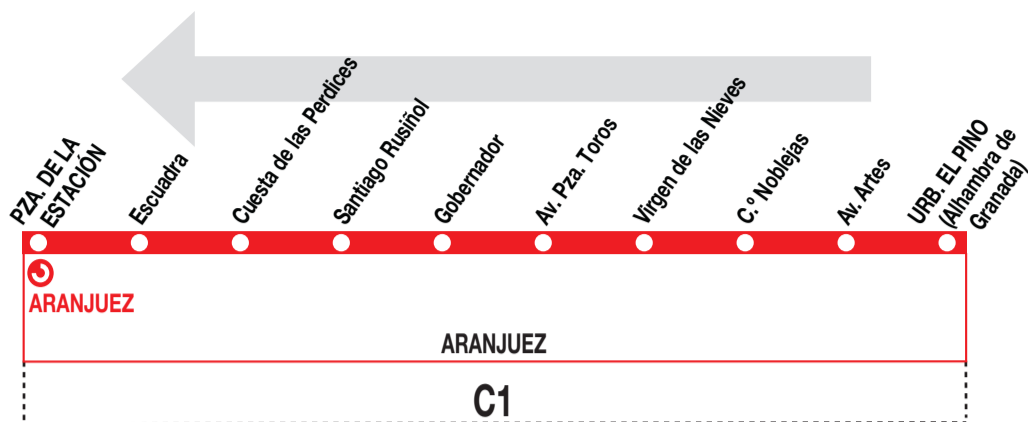 PZA. DE LA
ESTACIÓN
Escuadra
Cuesta de las Perdices
Santiago Rusiñol
Gobernador
Av. Pza. Toros
Virgen de las Nieves
C.º Noblejas
Av. Artes
URB. EL PINO
(Alhambra de
Granada)
ARANJUEZ
ARANJUEZ
C1